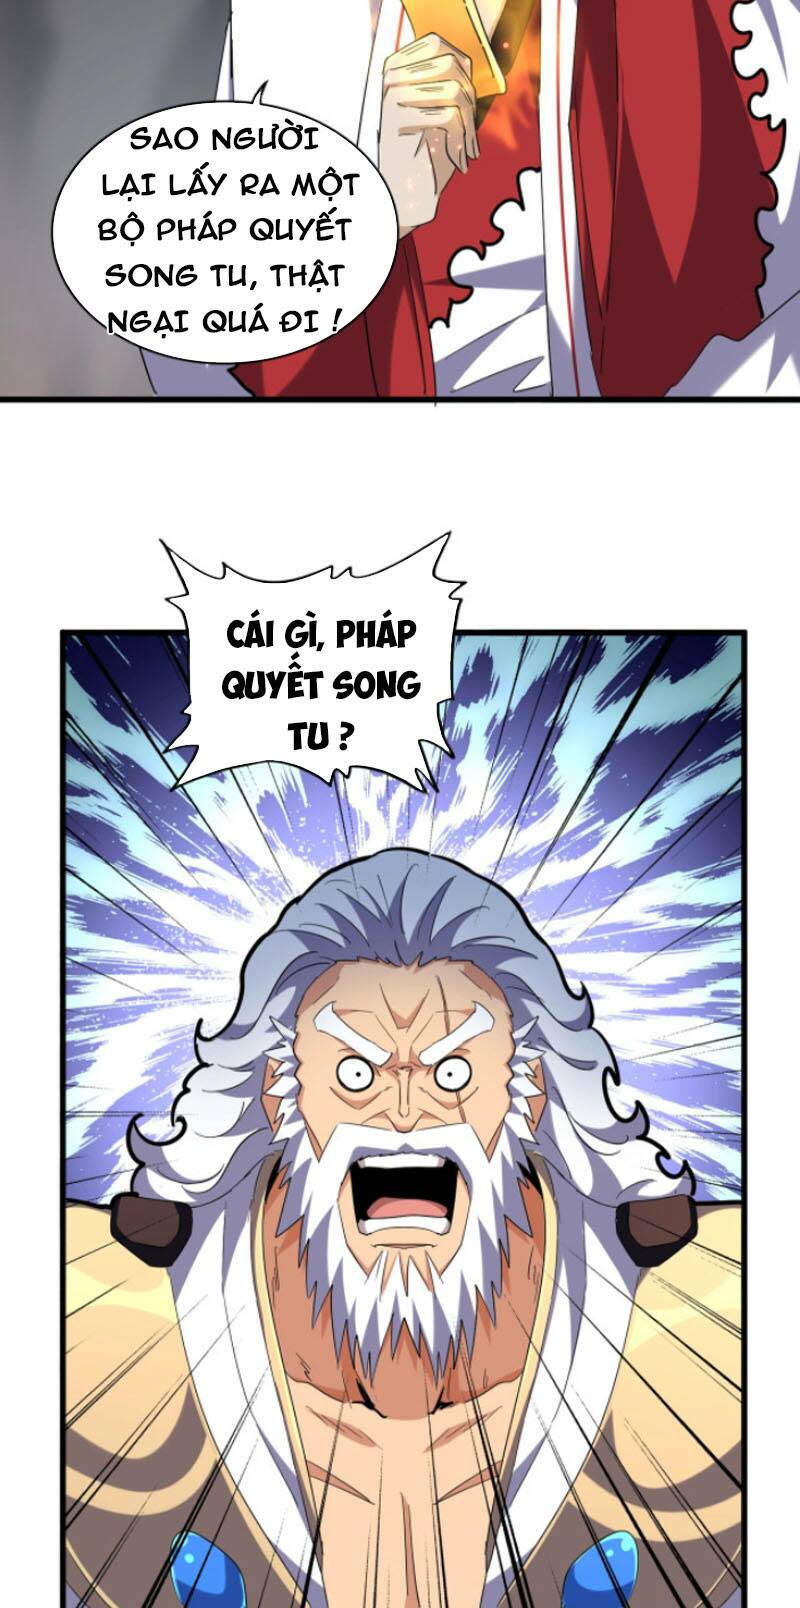 SAO NGƯỜI
LẠI LẤY RA MỘT
BỘ PHÁP QUYẾT
SONG TU, THẬT
NGẠI QUÁ ĐI !
CÁI GÌ, PHÁP
QUYẾT SONG
TU ?